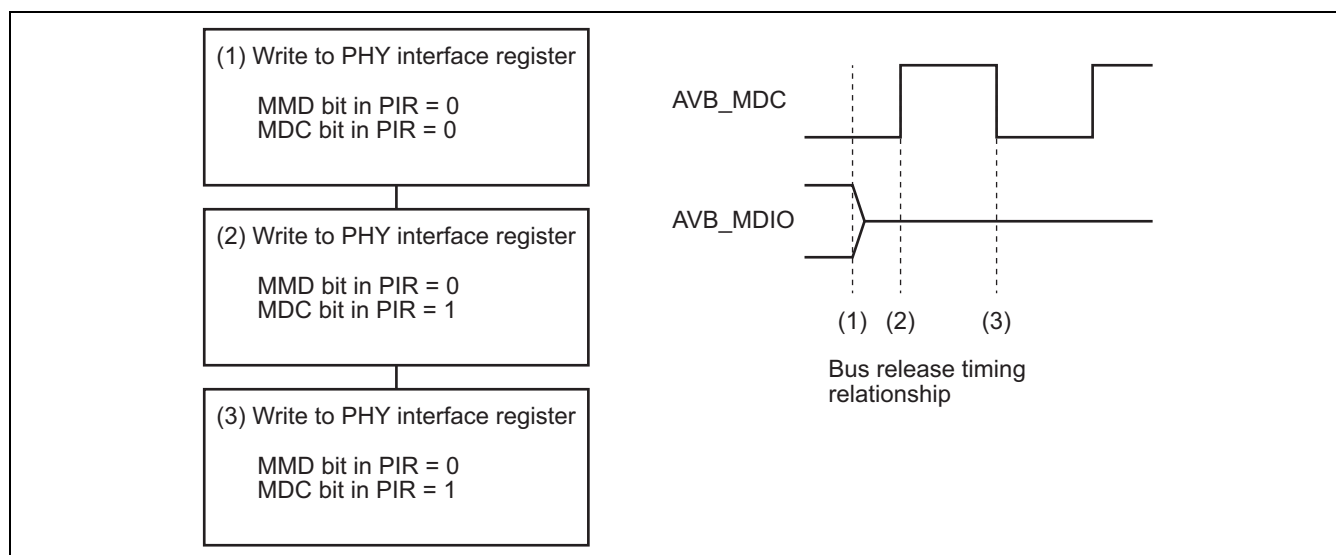 (1) Write to PHY interface register
MMD bit in PIR = 0
MDC bit in PIR = 0
(2) Write to PHY interface register
MMD bit in PIR = 0
MDC bit in PIR = 1
(3) Write to PHY interface register
MMD bit in PIR = 0
MDC bit in PIR = 1
AVB_MDC
AVB_MDIO
(1) (2) (3)
Bus release timing
relationship